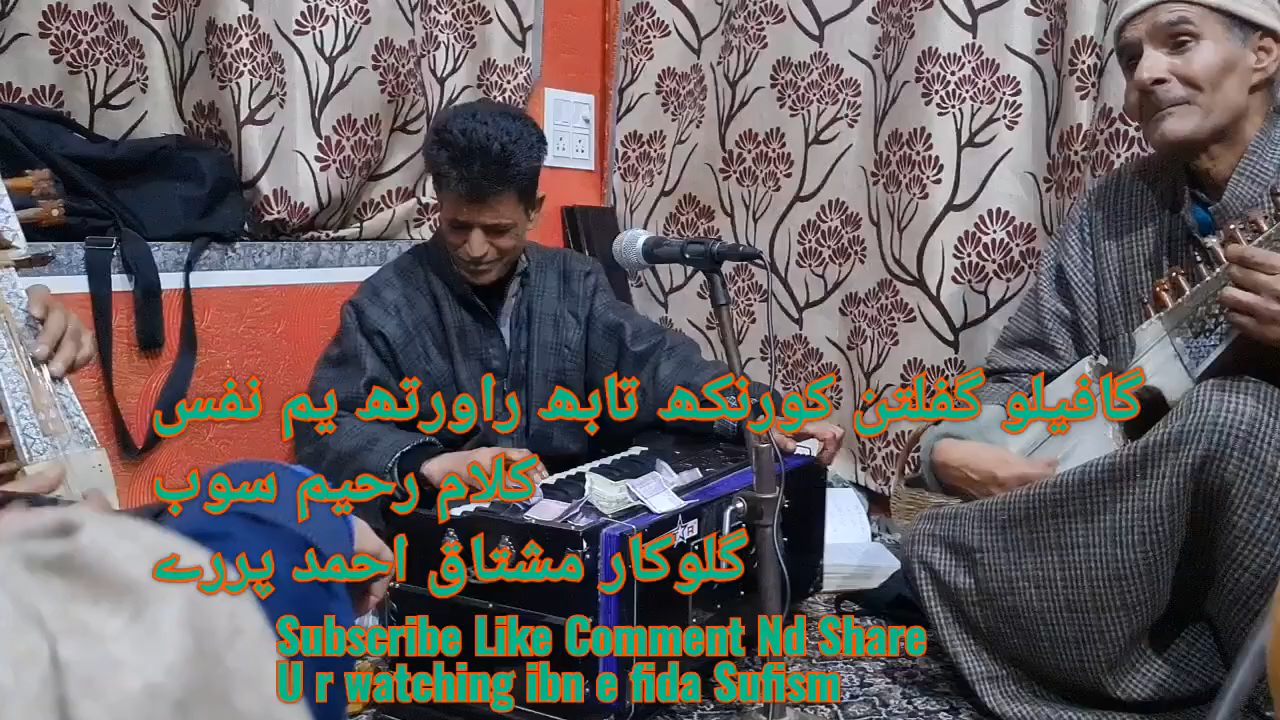 گافیلو گفلتن کورنکھ تابھ راورتھ یم نفس
کلام رحیم سوب
گلوکار مشتاق احمد پررے
Subscribe Like Comment Nd Share
U r watching ibn e fida Sufism